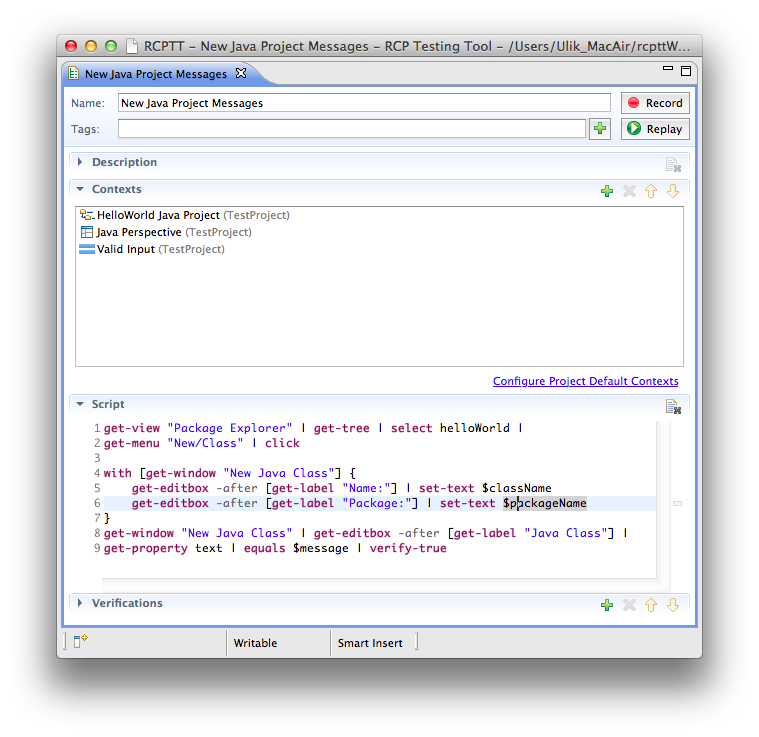 RCPTT – New Java Project Messages – RCP Testing Tool – /Users/Ulik_MacAir/rcpttW...
New Java Project Messages
Name: New Java Project Messages Record
Tags: Replay
Description
Contexts
HelloWorld Java Project (TestProject)
Java Perspective (TestProject)
Valid Input (TestProject)
Configure Project Default Contexts
Script
1 get-view "Package Explorer" | get-tree | select helloWorld |
2 get-menu "New/Class" | click
3
4 with [get-window "New Java Class"] {
5     get-editbox -after [get-label "Name:"] | set-text $className
6     get-editbox -after [get-label "Package:"] | set-text $packageName
7 }
8 get-window "New Java Class" | get-editbox -after [get-label "Java Class"] |
9 get-property text | equals $message | verify-true
Verifications
Writable Smart Insert